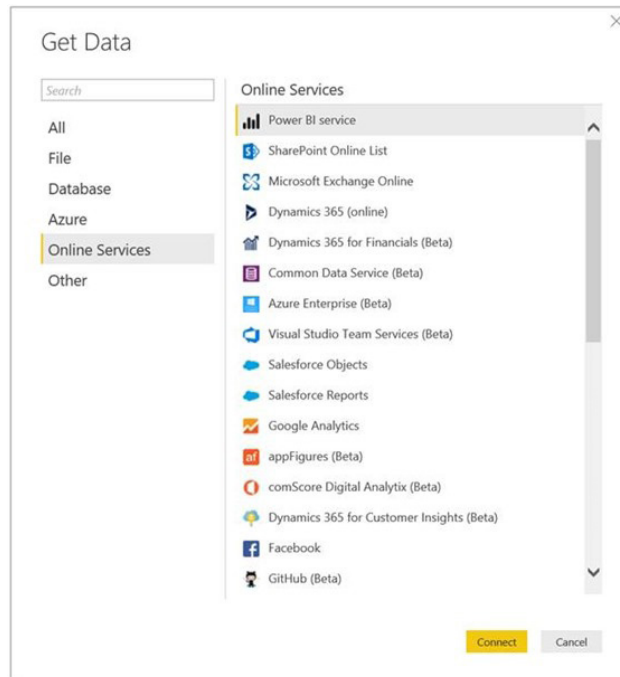 Get Data
Search
All
File
Database
Azure
Online Services
Other
Online Services
Power BI service
SharePoint Online List
Microsoft Exchange Online
Dynamics 365 (online)
Dynamics 365 for Financials (Beta)
Common Data Service (Beta)
Azure Enterprise (Beta)
Visual Studio Team Services (Beta)
Salesforce Objects
Salesforce Reports
Google Analytics
af appFigures (Beta)
comScore Digital Analytix (Beta)
Dynamics 365 for Customer Insights (Beta)
Facebook
GitHub (Beta)
Connect Cancel